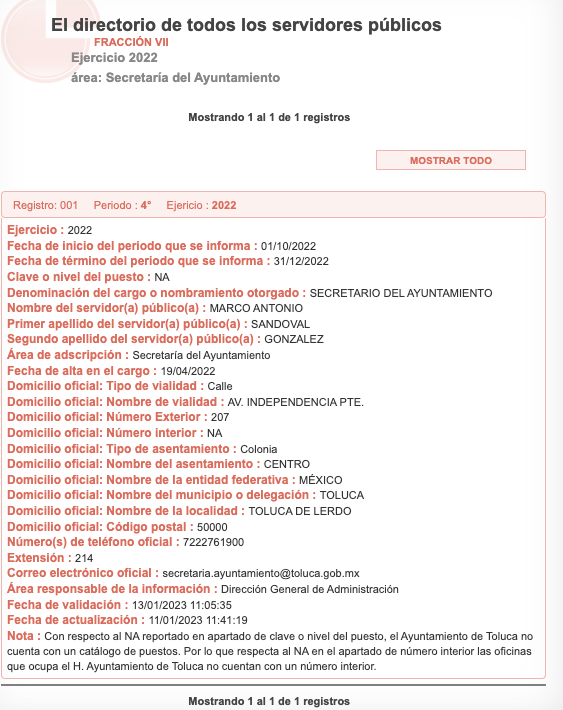 El directorio de todos los servidores públicos
FRACCIÓN VII
Ejercicio 2022
área: Secretaría del Ayuntamiento
Mostrando 1 al 1 de 1 registros
MOSTRAR TODO
Registro: 001 Periodo : 4° Ejericio : 2022
Ejercicio : 2022
Fecha de inicio del periodo que se informa : 01/10/2022
Fecha de término del periodo que se informa : 31/12/2022
Clave o nivel del puesto : NA
Denominación del cargo o nombramiento otorgado : SECRETARIO DEL AYUNTAMIENTO
Nombre del servidor(a) público(a) : MARCO ANTONIO
Primer apellido del servidor(a) público(a) : SANDOVAL
Segundo apellido del servidor(a) público(a) : GONZALEZ
Área de adscripción : Secretaría del Ayuntamiento
Fecha de alta en el cargo : 19/04/2022
Domicilio oficial: Tipo de vialidad : Calle
Domicilio oficial: Nombre de vialidad : AV. INDEPENDENCIA PTE.
Domicilio oficial: Número Exterior : 207
Domicilio oficial: Número interior : NA
Domicilio oficial: Tipo de asentamiento : Colonia
Domicilio oficial: Nombre del asentamiento : CENTRO
Domicilio oficial: Nombre de la entidad federativa : MÉXICO
Domicilio oficial: Nombre del municipio o delegación : TOLUCA
Domicilio oficial: Nombre de la localidad : TOLUCA DE LERDO
Domicilio oficial: Código postal : 50000
Número(s) de teléfono oficial : 7222761900
Extensión : 214
Correo electrónico oficial : secretaria.ayuntamiento@toluca.gob.mx
Área responsable de la información : Dirección General de Administración
Fecha de validación : 13/01/2023 11:05:35
Fecha de actualización : 11/01/2023 11:41:19
Nota : Con respecto al NA reportado en apartado de clave o nivel del puesto, el Ayuntamiento de Toluca no
cuenta con un catálogo de puestos. Por lo que respecta al NA en el apartado de número interior las oficinas
que ocupa el H. Ayuntamiento de Toluca no cuentan con un número interior.
Mostrando 1 al 1 de 1 registros